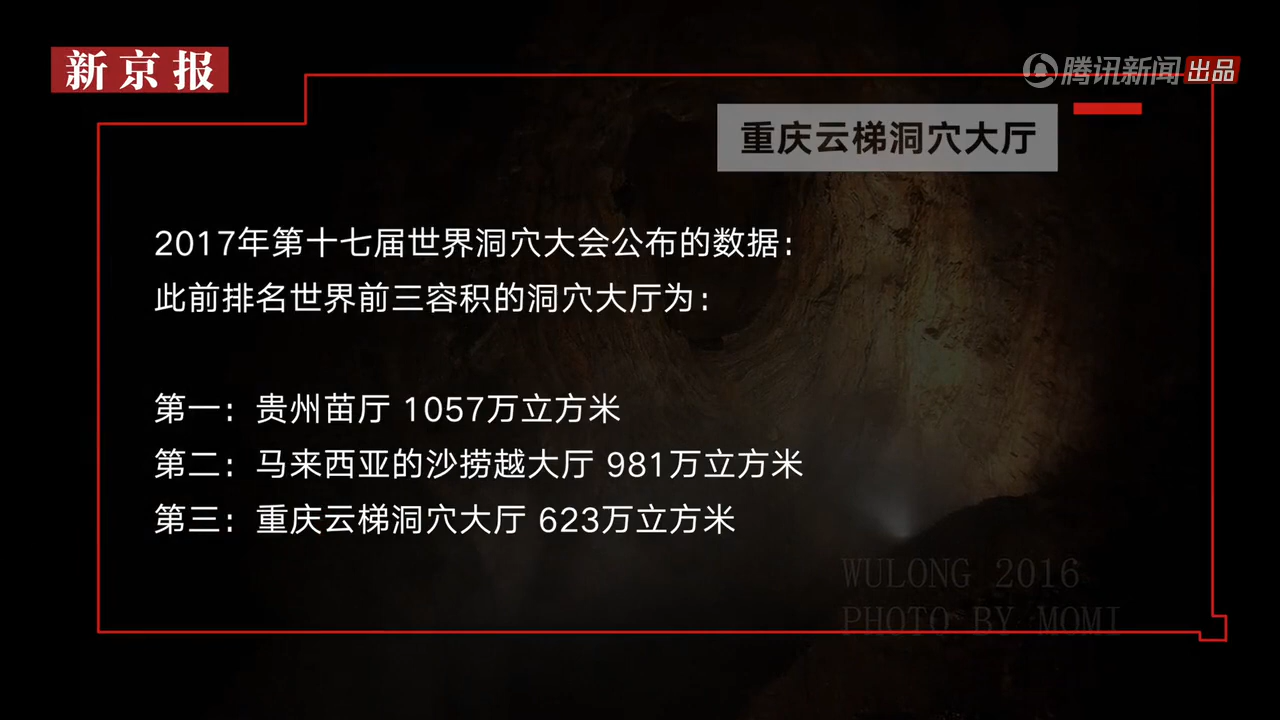 新京报
腾讯新闻出品
重庆云梯洞穴大厅
2017年第十七届世界洞穴大会公布的数据：
此前排名世界前三容积的洞穴大厅为：
第一：贵州苗厅 1057万立方米
第二：马来西亚的沙捞越大厅 981万立方米
第三：重庆云梯洞穴大厅 623万立方米
WULONG 2016
PHOTO BY MOMI